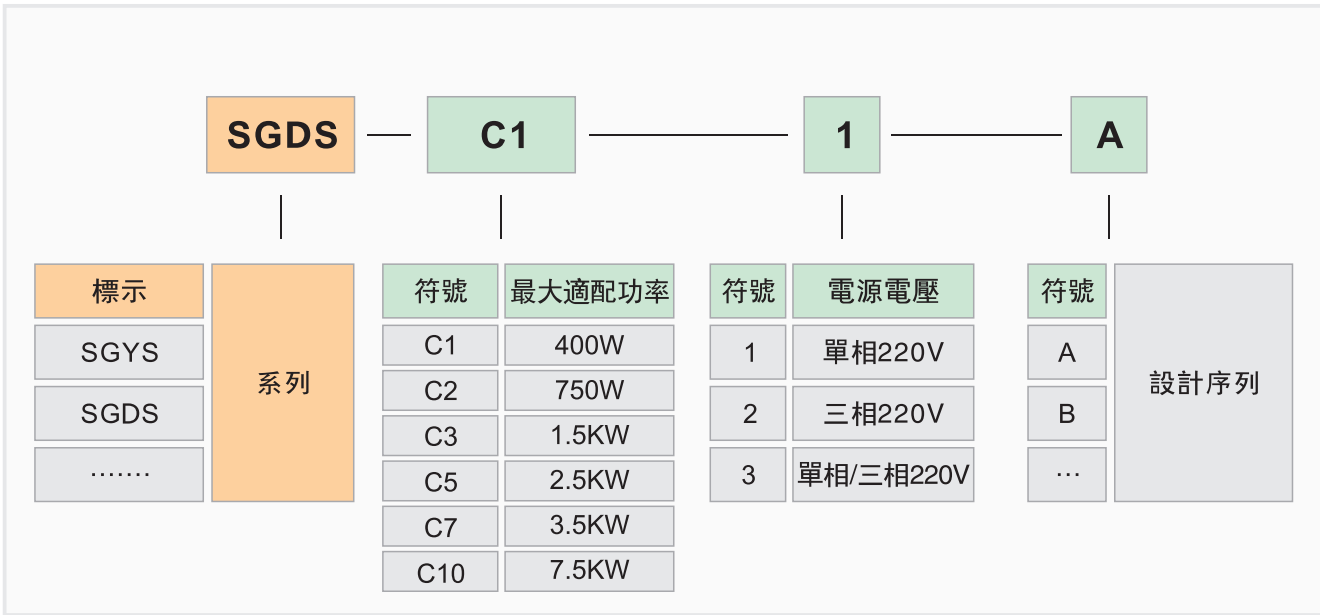 SGDS C1 1 A
標示 系列
SGYS
SGDS
.......
符號 最大適配功率
C1 400W
C2 750W
C3 1.5KW
C5 2.5KW
C7 3.5KW
C10 7.5KW
符號 電源電壓
1 單相220V
2 三相220V
3 單相/三相220V
符號 設計序列
A
B
...